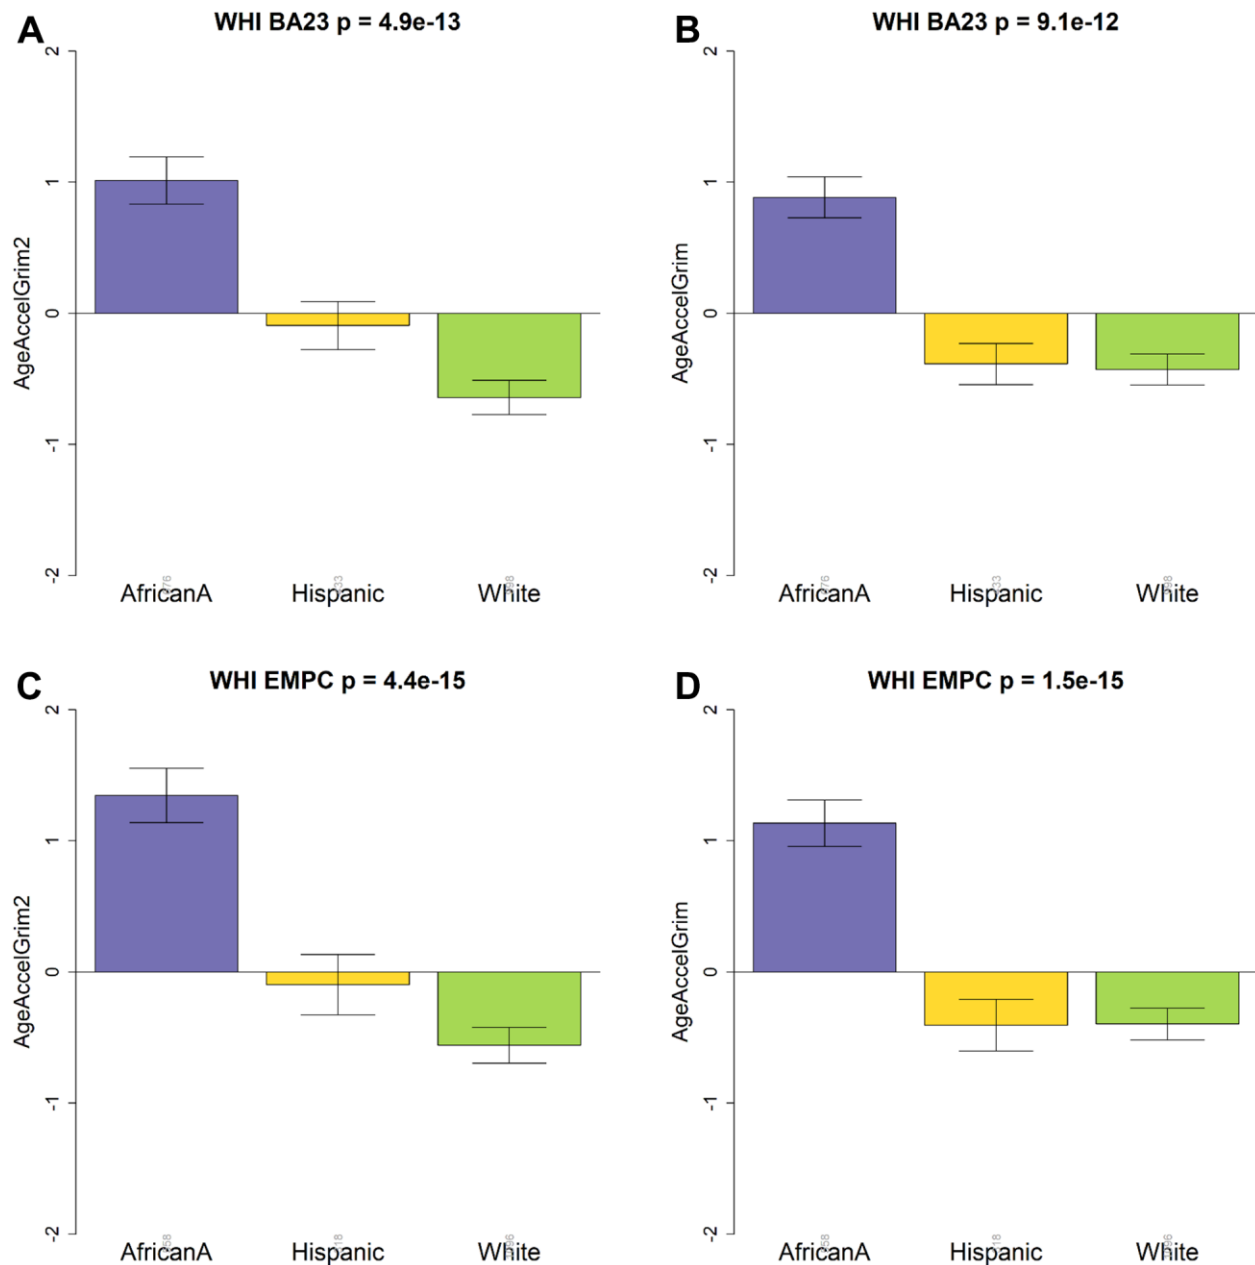 A
WHI BA23 p = 4.9e-13
AgeAccelGrim2
2
1
0
-1
-2
AfricanA
Hispanic
White
B
WHI BA23 p = 9.1e-12
AgeAccelGrim
2
1
0
-1
-2
AfricanA
Hispanic
White
C
WHI EMPC p = 4.4e-15
AgeAccelGrim2
2
1
0
-1
-2
AfricanA
Hispanic
White
D
WHI EMPC p = 1.5e-15
AgeAccelGrim
2
1
0
-1
-2
AfricanA
Hispanic
White